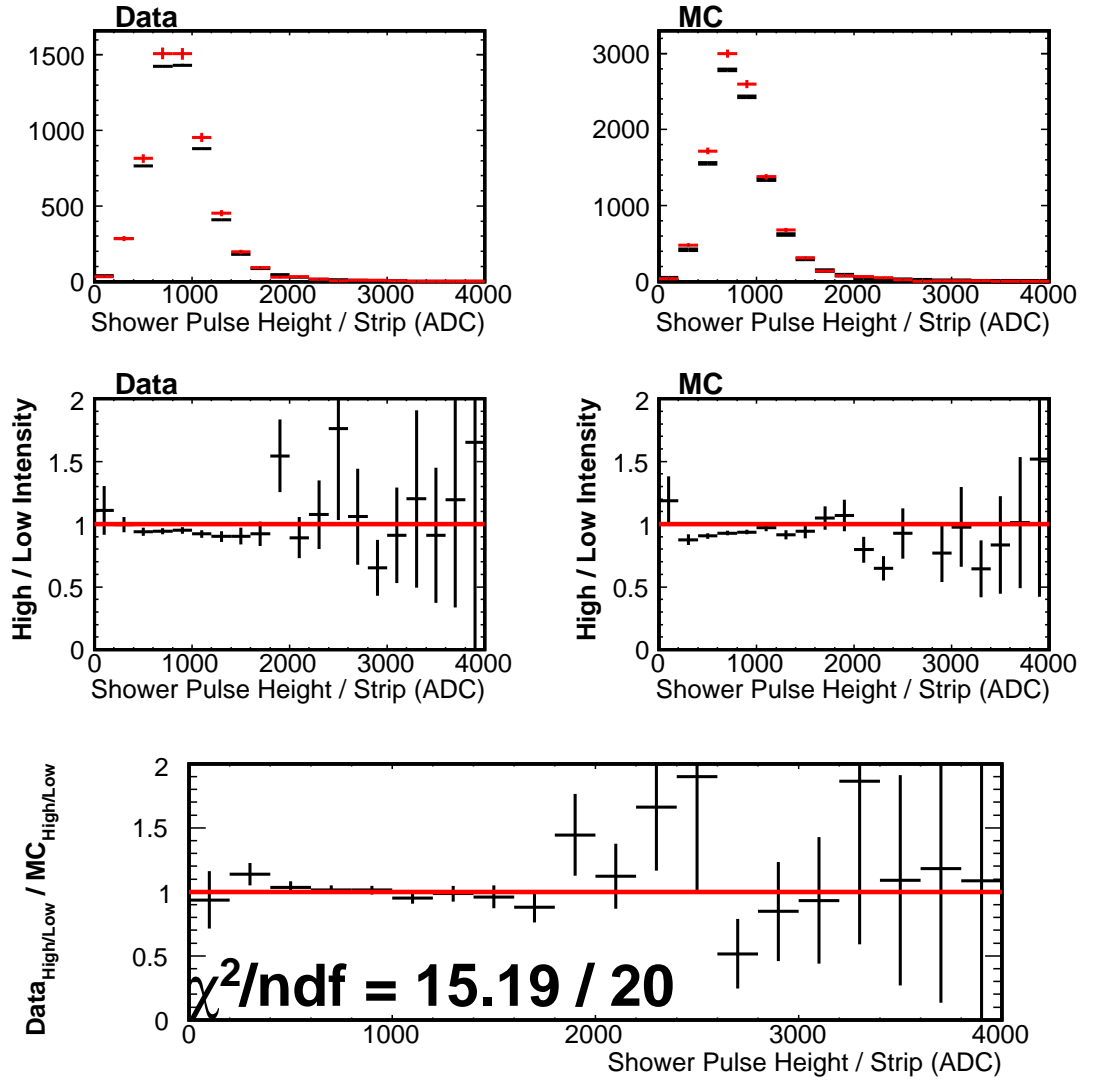 Data
1500
1000
500
0
0 1000 2000 3000 4000
Shower Pulse Height / Strip (ADC)
MC
3000
2000
1000
0
0 1000 2000 3000 4000
Shower Pulse Height / Strip (ADC)
Data
High / Low Intensity
2
1.5
1
0.5
0
0 1000 2000 3000 4000
Shower Pulse Height / Strip (ADC)
MC
High / Low Intensity
2
1.5
1
0.5
0
0 1000 2000 3000 4000
Shower Pulse Height / Strip (ADC)
Data_High/Low / MC_High/Low
2
1.5
1
0.5
0
χ²/ndf = 15.19 / 20
0 1000 2000 3000 4000
Shower Pulse Height / Strip (ADC)